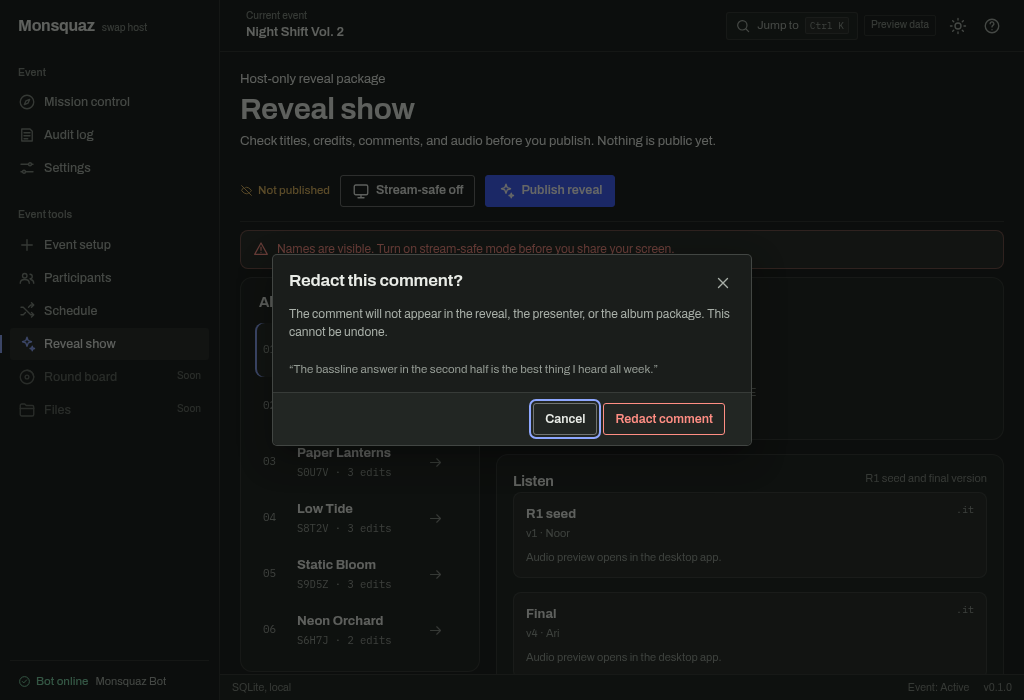 Monsquaz swap host
Current event
Night Shift Vol. 2
Jump to Ctrl K
Preview data
Event
Mission control
Audit log
Settings
Event tools
Event setup
Participants
Schedule
Reveal show
Round board Soon
Files Soon
Bot online Monsquaz Bot
Host-only reveal package
Reveal show
Check titles, credits, comments, and audio before you publish. Nothing is public yet.
Not published
Stream-safe off
Publish reveal
Names are visible. Turn on stream-safe mode before you share your screen.
Redact this comment?
The comment will not appear in the reveal, the presenter, or the album package. This
cannot be undone.
“The bassline answer in the second half is the best thing I heard all week.”
Cancel
Redact comment
03 Paper Lanterns
S0U7V · 3 edits
04 Low Tide
S8T2V · 3 edits
05 Static Bloom
S9D5Z · 3 edits
06 Neon Orchard
S6H7J · 2 edits
Listen R1 seed and final version
R1 seed .it
v1 · Noor
Audio preview opens in the desktop app.
Final .it
v4 · Ari
Audio preview opens in the desktop app.
SQLite, local
Event: Active v0.1.0